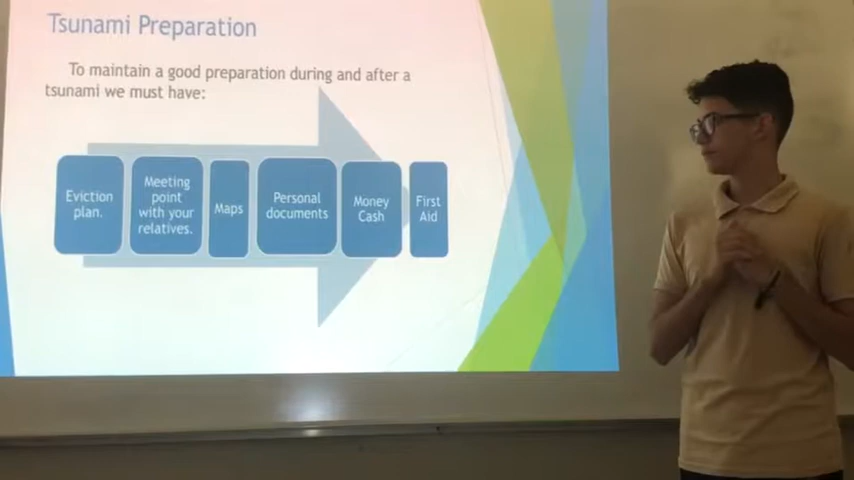 Tsunami Preparation
To maintain a good preparation during and after a
tsunami we must have:
Eviction
plan.
Meeting
point
with your
relatives.
Maps
Personal
documents
Money
Cash
First
Aid